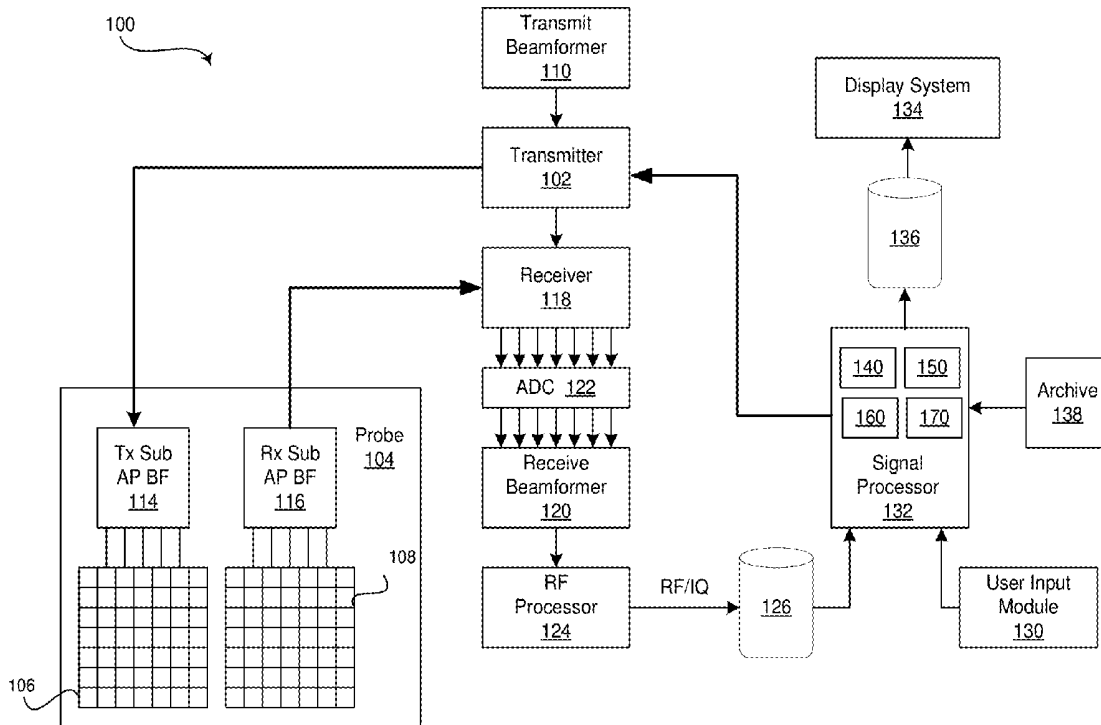 100
Transmit
Beamformer
110
Display System
134
Transmitter
102
136
Receiver
118
140
150
160
170
Signal
Processor
132
Archive
138
ADC 122
Probe
104
Tx Sub
AP BF
114
Rx Sub
AP BF
116
Receive
Beamformer
120
108
RF
Processor
124
RF/IQ
126
User Input
Module
130
106